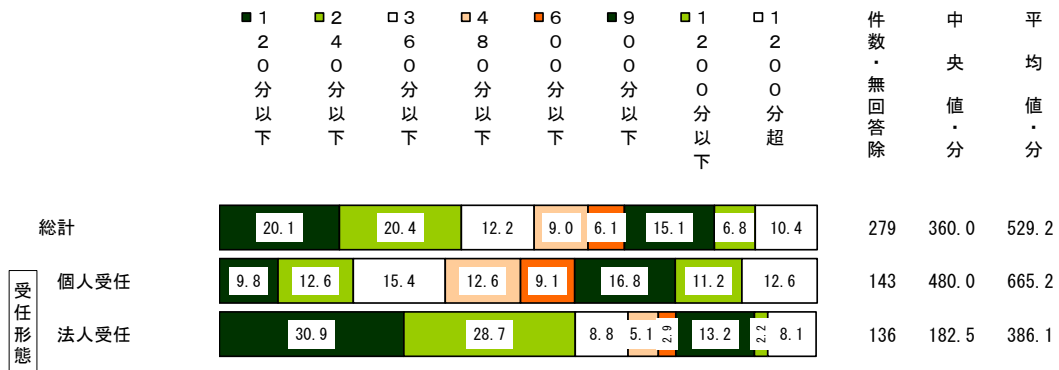 120分以下
240分以下
360分以下
480分以下
600分以下
900分以下
1200分以下
1200分超
件数・無回答除
中央値・分
平均値・分
総計 20.1 20.4 12.2 9.0 6.1 15.1 6.8 10.4 279 360.0 529.2
受任形態
個人受任 9.8 12.6 15.4 12.6 9.1 16.8 11.2 12.6 143 480.0 665.2
法人受任 30.9 28.7 8.8 5.1 2.9 13.2 2.2 8.1 136 182.5 386.1